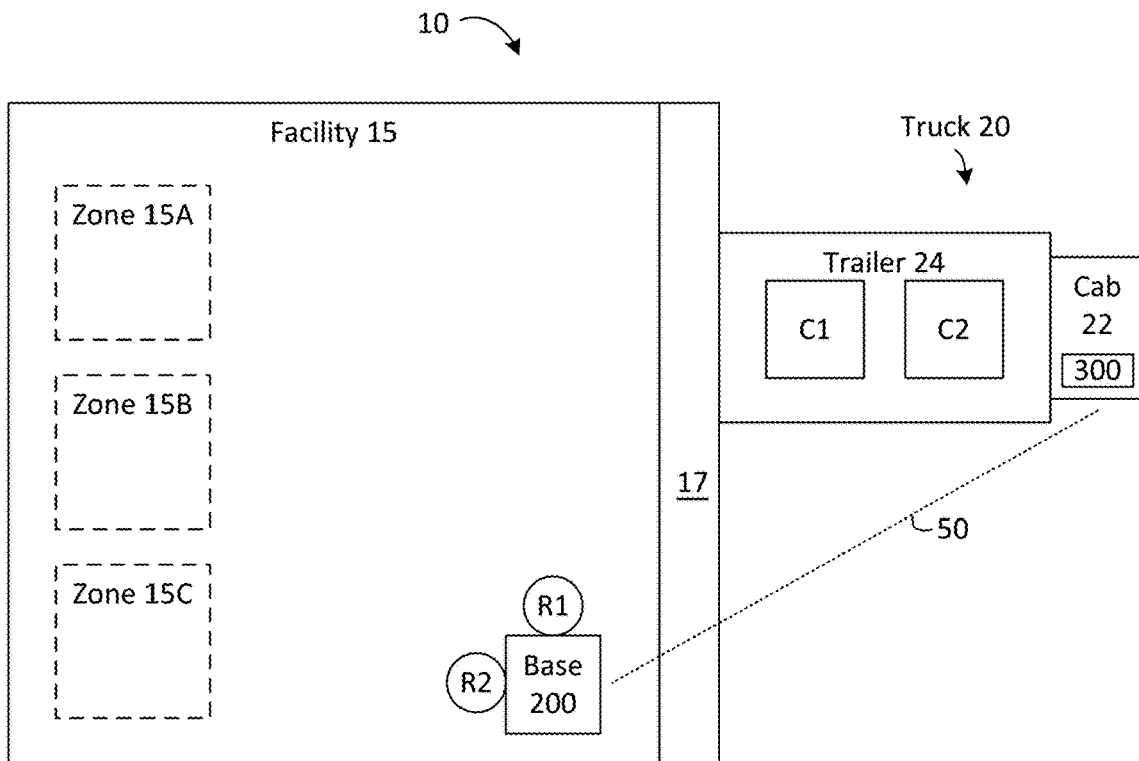 10
Facility 15
Truck 20
Zone 15A
Trailer 24
C1
C2
Cab
22
300
Zone 15B
17
50
Zone 15C
R1
R2
Base
200